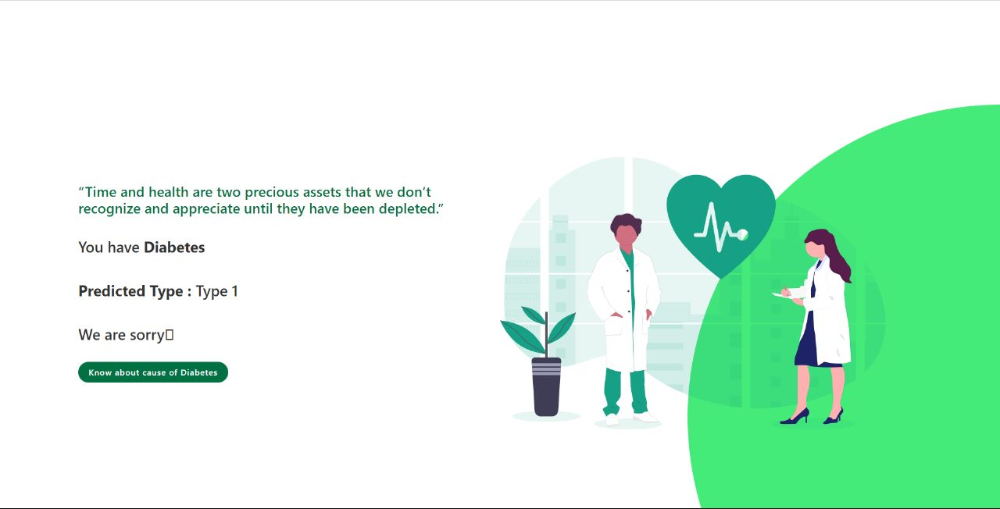 “Time and health are two precious assets that we don’t
recognize and appreciate until they have been depleted.”
You have Diabetes
Predicted Type : Type 1
We are sorry▯
Know about cause of Diabetes